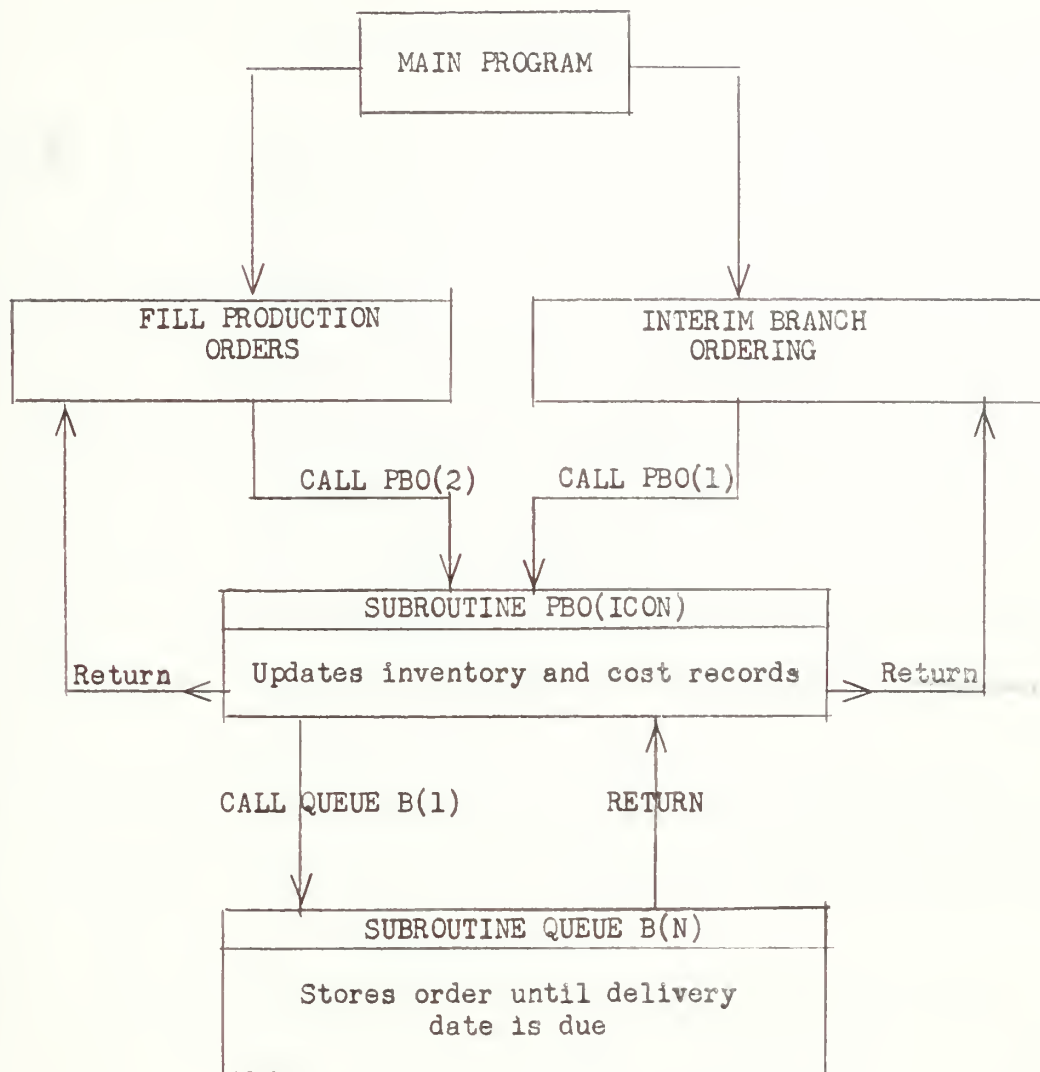 MAIN PROGRAM
FILL PRODUCTION
ORDERS
INTERIM BRANCH
ORDERING
CALL PBO(2)
CALL PBO(1)
SUBROUTINE PBO(ICON)
Return
Updates inventory and cost records
Return
CALL QUEUE B(1)
RETURN
SUBROUTINE QUEUE B(N)
Stores order until delivery
date is due